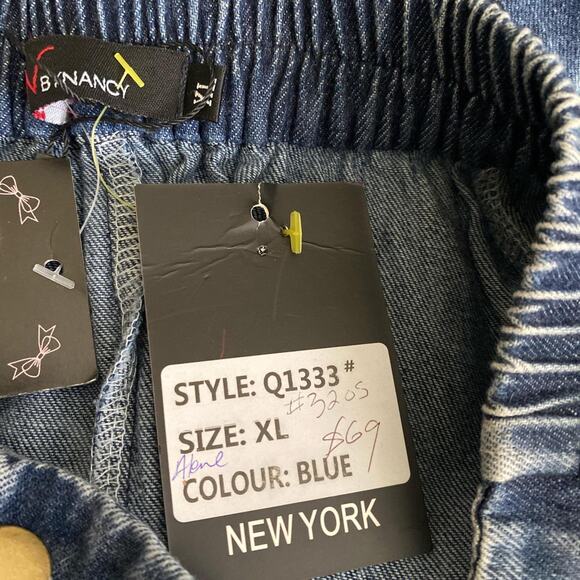 BY NANCY
XL
STYLE: Q1333 #
#3205
SIZE: XL
$69
COLOUR: BLUE
NEW YORK